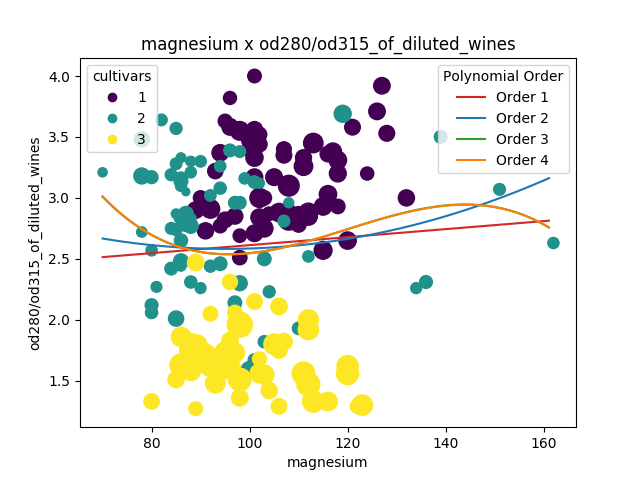 magnesium x od280/od315_of_diluted_wines
cultivars
1
2
3
Polynomial Order
Order 1
Order 2
Order 3
Order 4
4.0
3.5
3.0
2.5
2.0
1.5
od280/od315_of_diluted_wines
80 100 120 140 160
magnesium